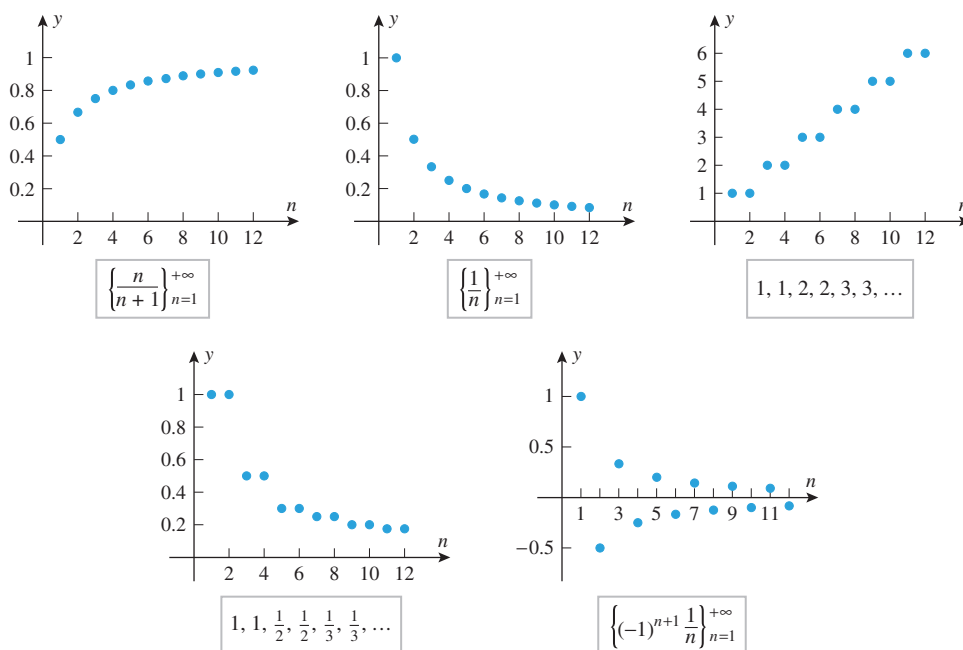 y
1
0.8
0.6
0.4
0.2
n
2 4 6 8 10 12
{n/(n + 1)}_{n=1}^{+∞}
y
1
0.8
0.6
0.4
0.2
n
2 4 6 8 10 12
{1/n}_{n=1}^{+∞}
y
6
5
4
3
2
1
n
2 4 6 8 10 12
1, 1, 2, 2, 3, 3, …
y
1
0.8
0.6
0.4
0.2
n
2 4 6 8 10 12
1, 1, 1/2, 1/2, 1/3, 1/3, …
y
1
0.5
n
1 3 5 7 9 11
−0.5
{(−1)^{n+1} 1/n}_{n=1}^{+∞}